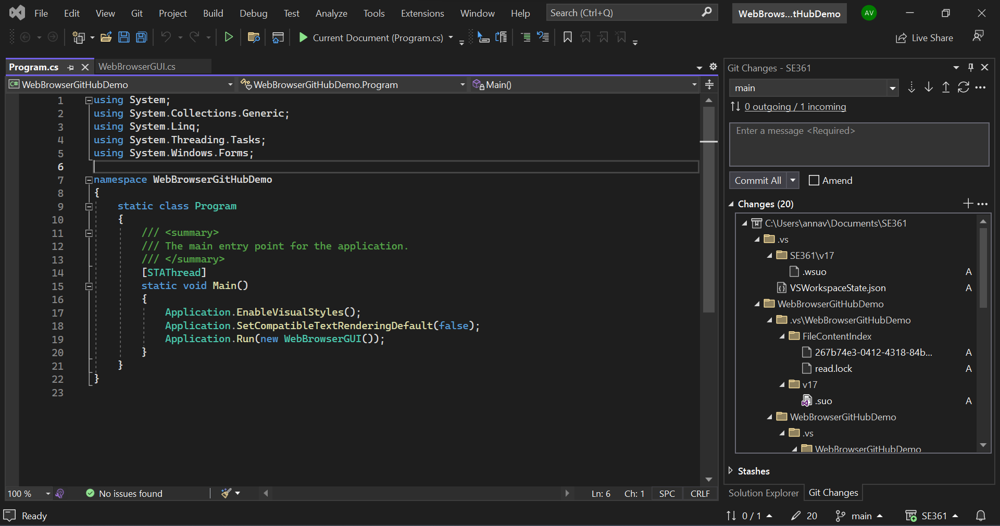 File Edit View Git Project Build Debug Test Analyze Tools Extensions Window Help Search (Ctrl+Q) WebBrows...tHubDemo AV
Current Document (Program.cs) Live Share
Program.cs WebBrowserGUI.cs
WebBrowserGitHubDemo WebBrowserGitHubDemo.Program Main()
1 using System;
2 using System.Collections.Generic;
3 using System.Linq;
4 using System.Threading.Tasks;
5 using System.Windows.Forms;
6
7 namespace WebBrowserGitHubDemo
8 {
9 static class Program
10 {
11 /// <summary>
12 /// The main entry point for the application.
13 /// </summary>
14 [STAThread]
15 static void Main()
16 {
17 Application.EnableVisualStyles();
18 Application.SetCompatibleTextRenderingDefault(false);
19 Application.Run(new WebBrowserGUI());
20 }
21 }
22 }
23
100 % No issues found Ln: 6 Ch: 1 SPC CRLF
Git Changes - SE361
main
0 outgoing / 1 incoming
Enter a message <Required>
Commit All Amend
Changes (20)
C:\Users\annav\Documents\SE361
.vs
SE361\v17
.wsuo A
VSWorkspaceState.json A
WebBrowserGitHubDemo
.vs\WebBrowserGitHubDemo
FileContentIndex
267b74e3-0412-4318-84b... A
read.lock A
v17
.suo A
WebBrowserGitHubDemo
.vs
WebBrowserGitHubDemo
Stashes
Solution Explorer Git Changes
Ready 0 / 1 20 main SE361